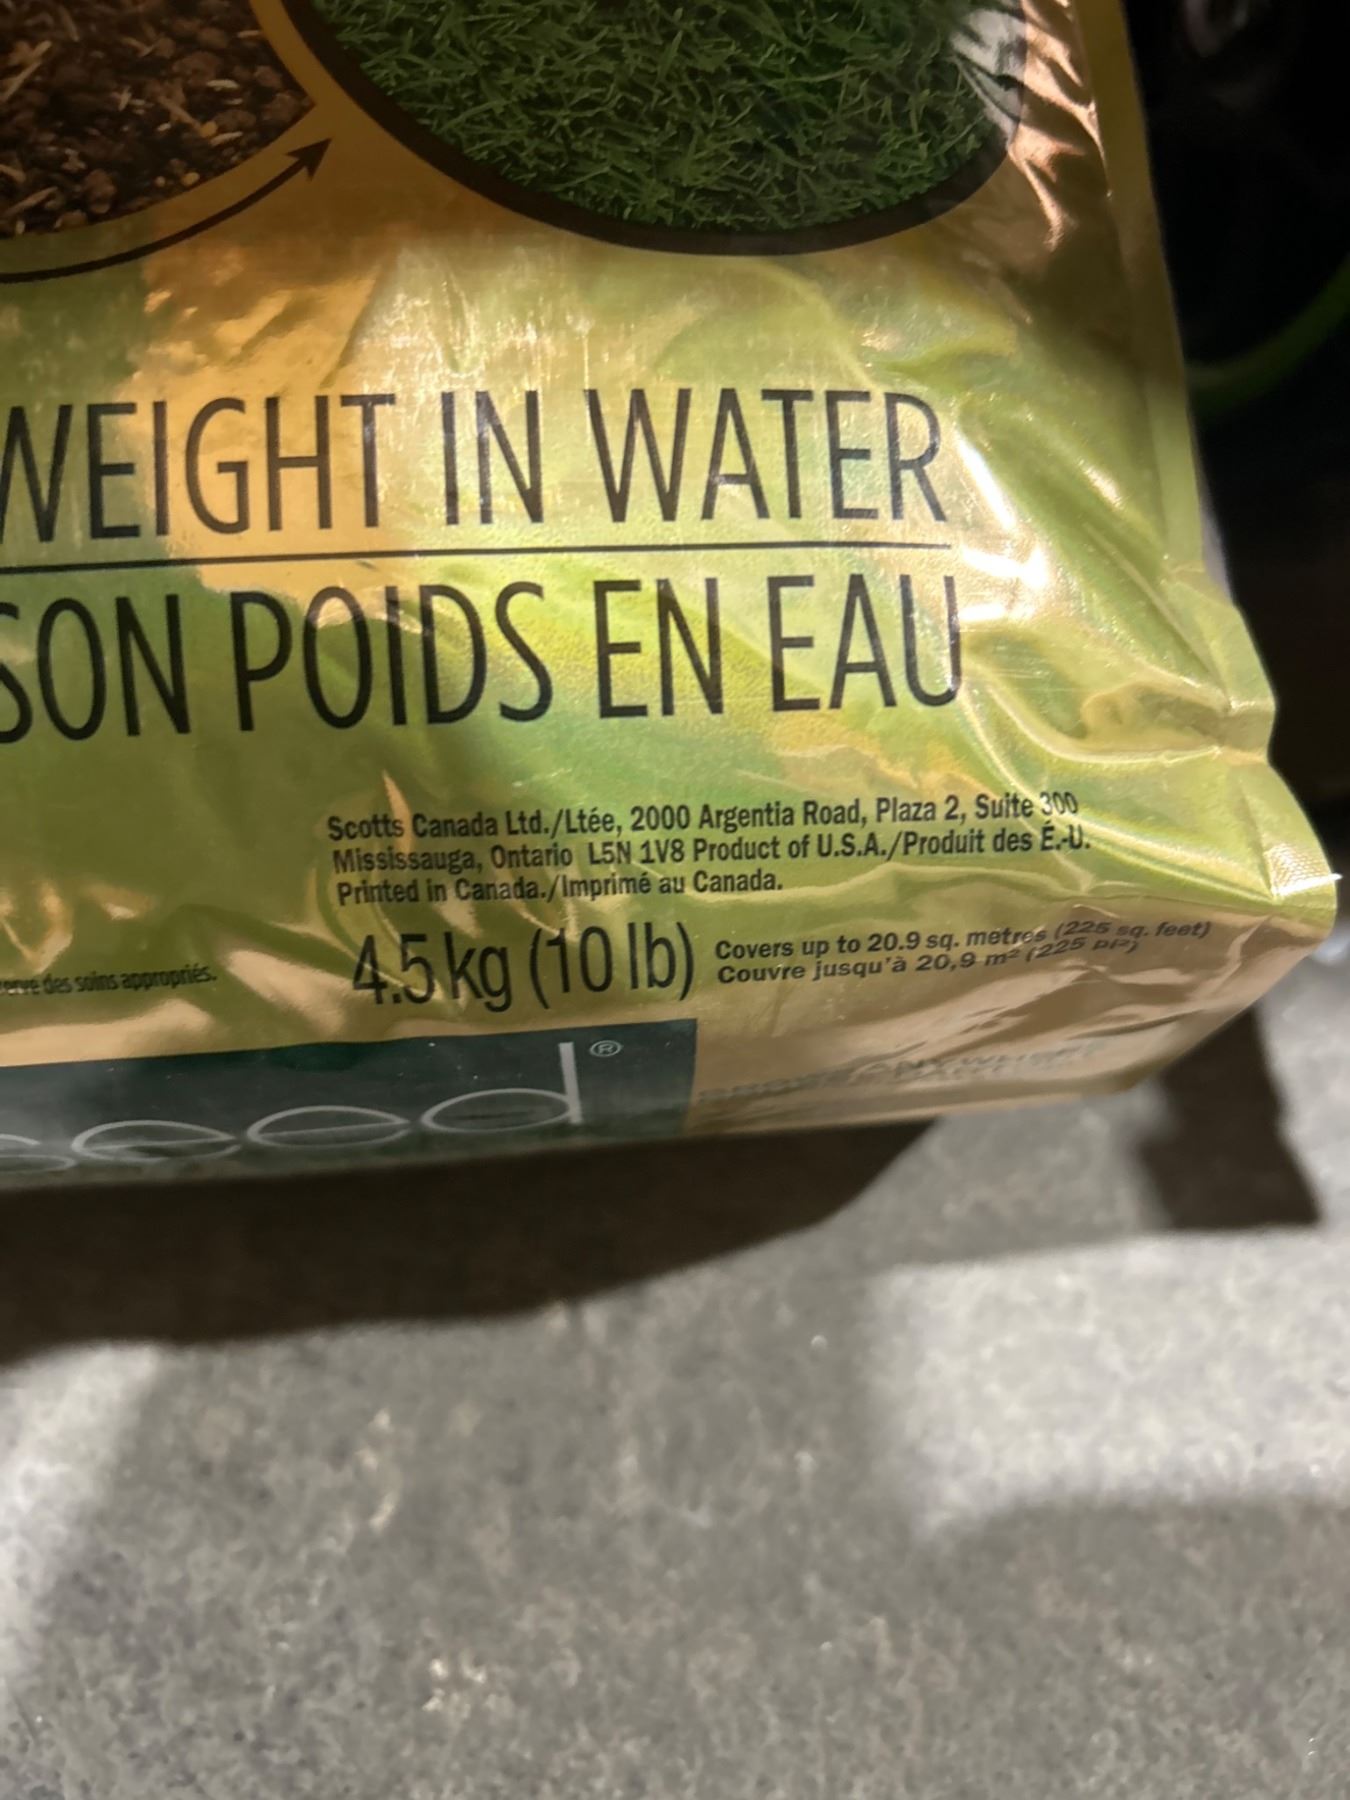 WEIGHT IN WATER
SON POIDS EN EAU
Scotts Canada Ltd./Ltée, 2000 Argentia Road, Plaza 2, Suite 300
Mississauga, Ontario L5N 1V8 Product of U.S.A./Produit des É.-U.
Printed in Canada./Imprimé au Canada.
des soins appropriés.
4.5 kg (10 lb)
Covers up to 20.9 sq. metres (225 sq. feet)
Couvre jusqu'à 20,9 m² (225 pi²)
seed®